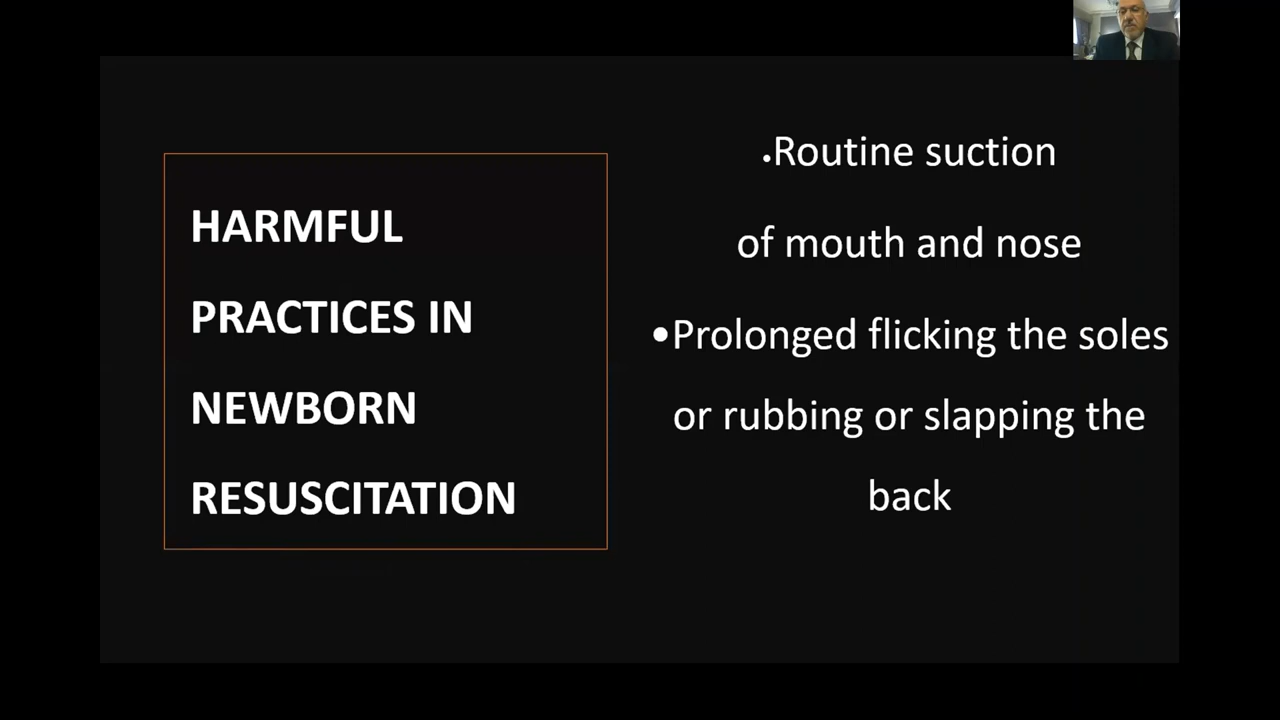 HARMFUL
PRACTICES IN
NEWBORN
RESUSCITATION
•Routine suction
of mouth and nose
•Prolonged flicking the soles
or rubbing or slapping the
back